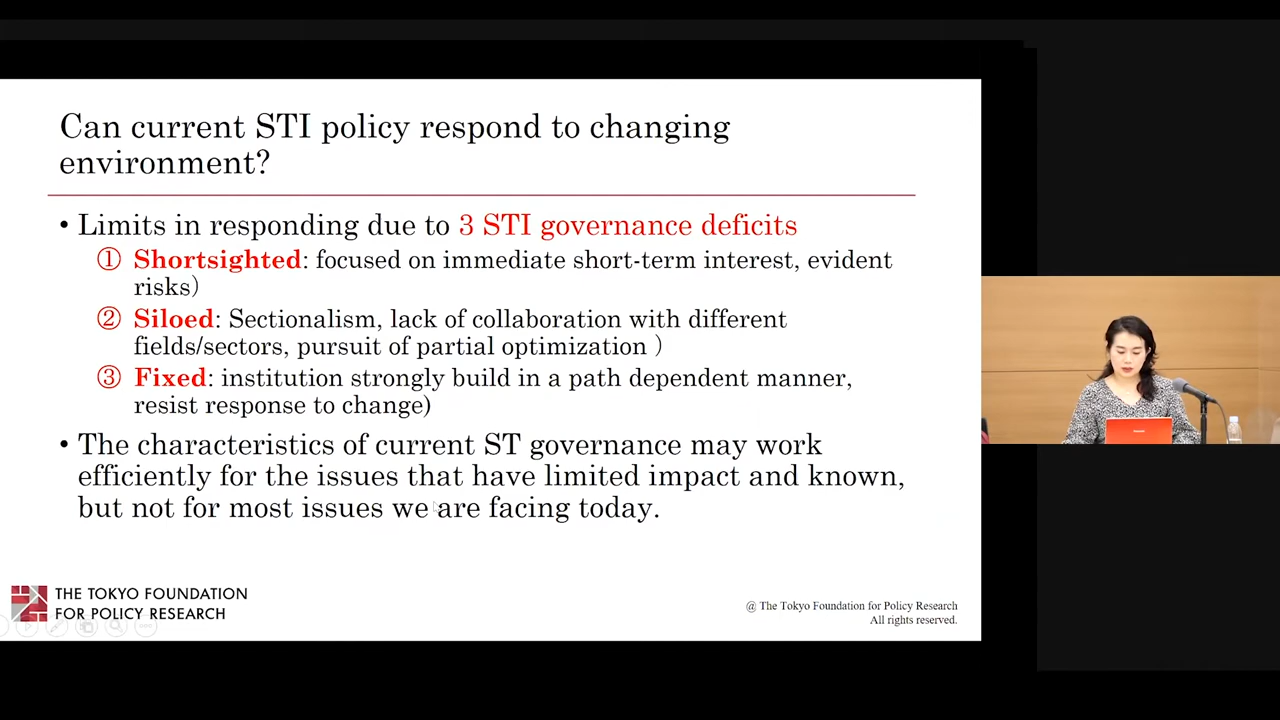 Can current STI policy respond to changing
environment?
• Limits in responding due to 3 STI governance deficits
① Shortsighted: focused on immediate short-term interest, evident
risks)
② Siloed: Sectionalism, lack of collaboration with different
fields/sectors, pursuit of partial optimization )
③ Fixed: institution strongly build in a path dependent manner,
resist response to change)
• The characteristics of current ST governance may work
efficiently for the issues that have limited impact and known,
but not for most issues we are facing today.
THE TOKYO FOUNDATION
FOR POLICY RESEARCH
@ The Tokyo Foundation for Policy Research
All rights reserved.